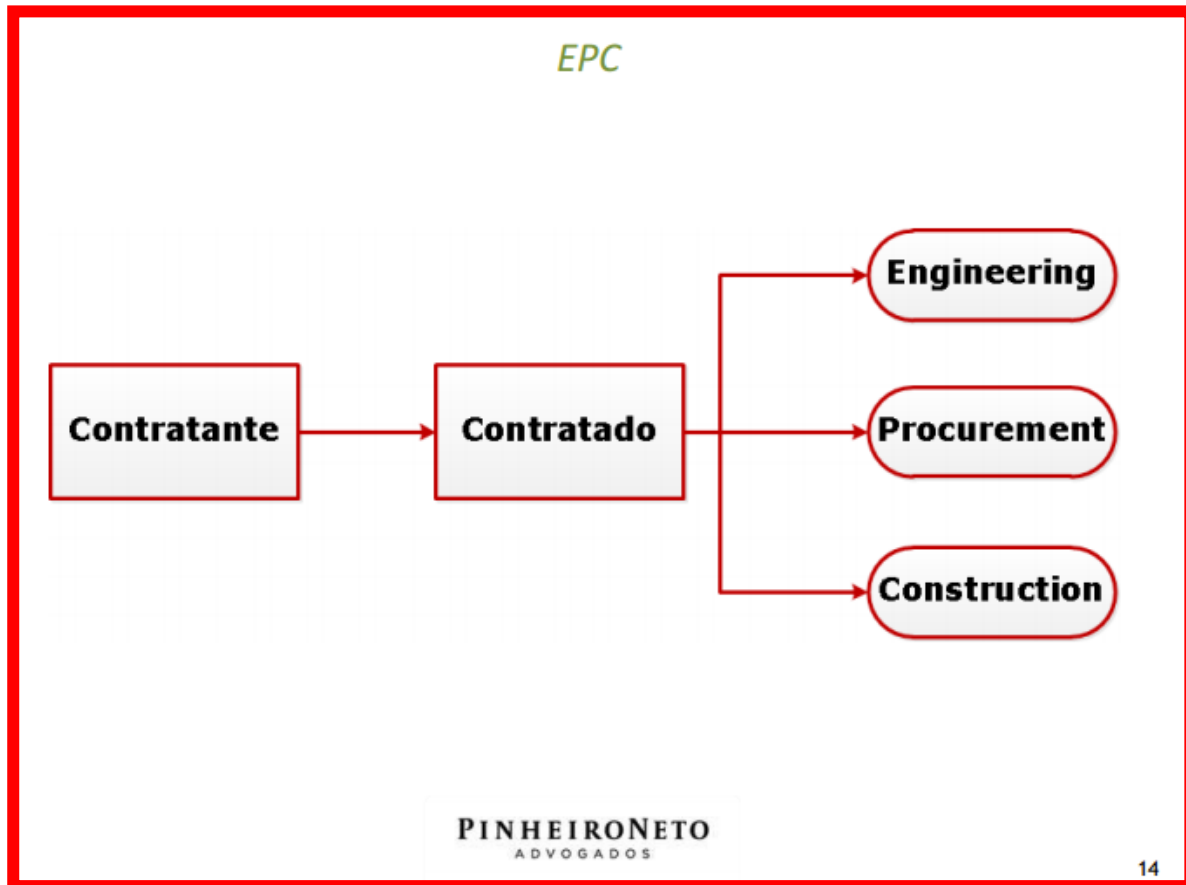 EPC
Engineering
Contratante
Contratado
Procurement
Construction
PINHEIRONETO
ADVOGADOS
14